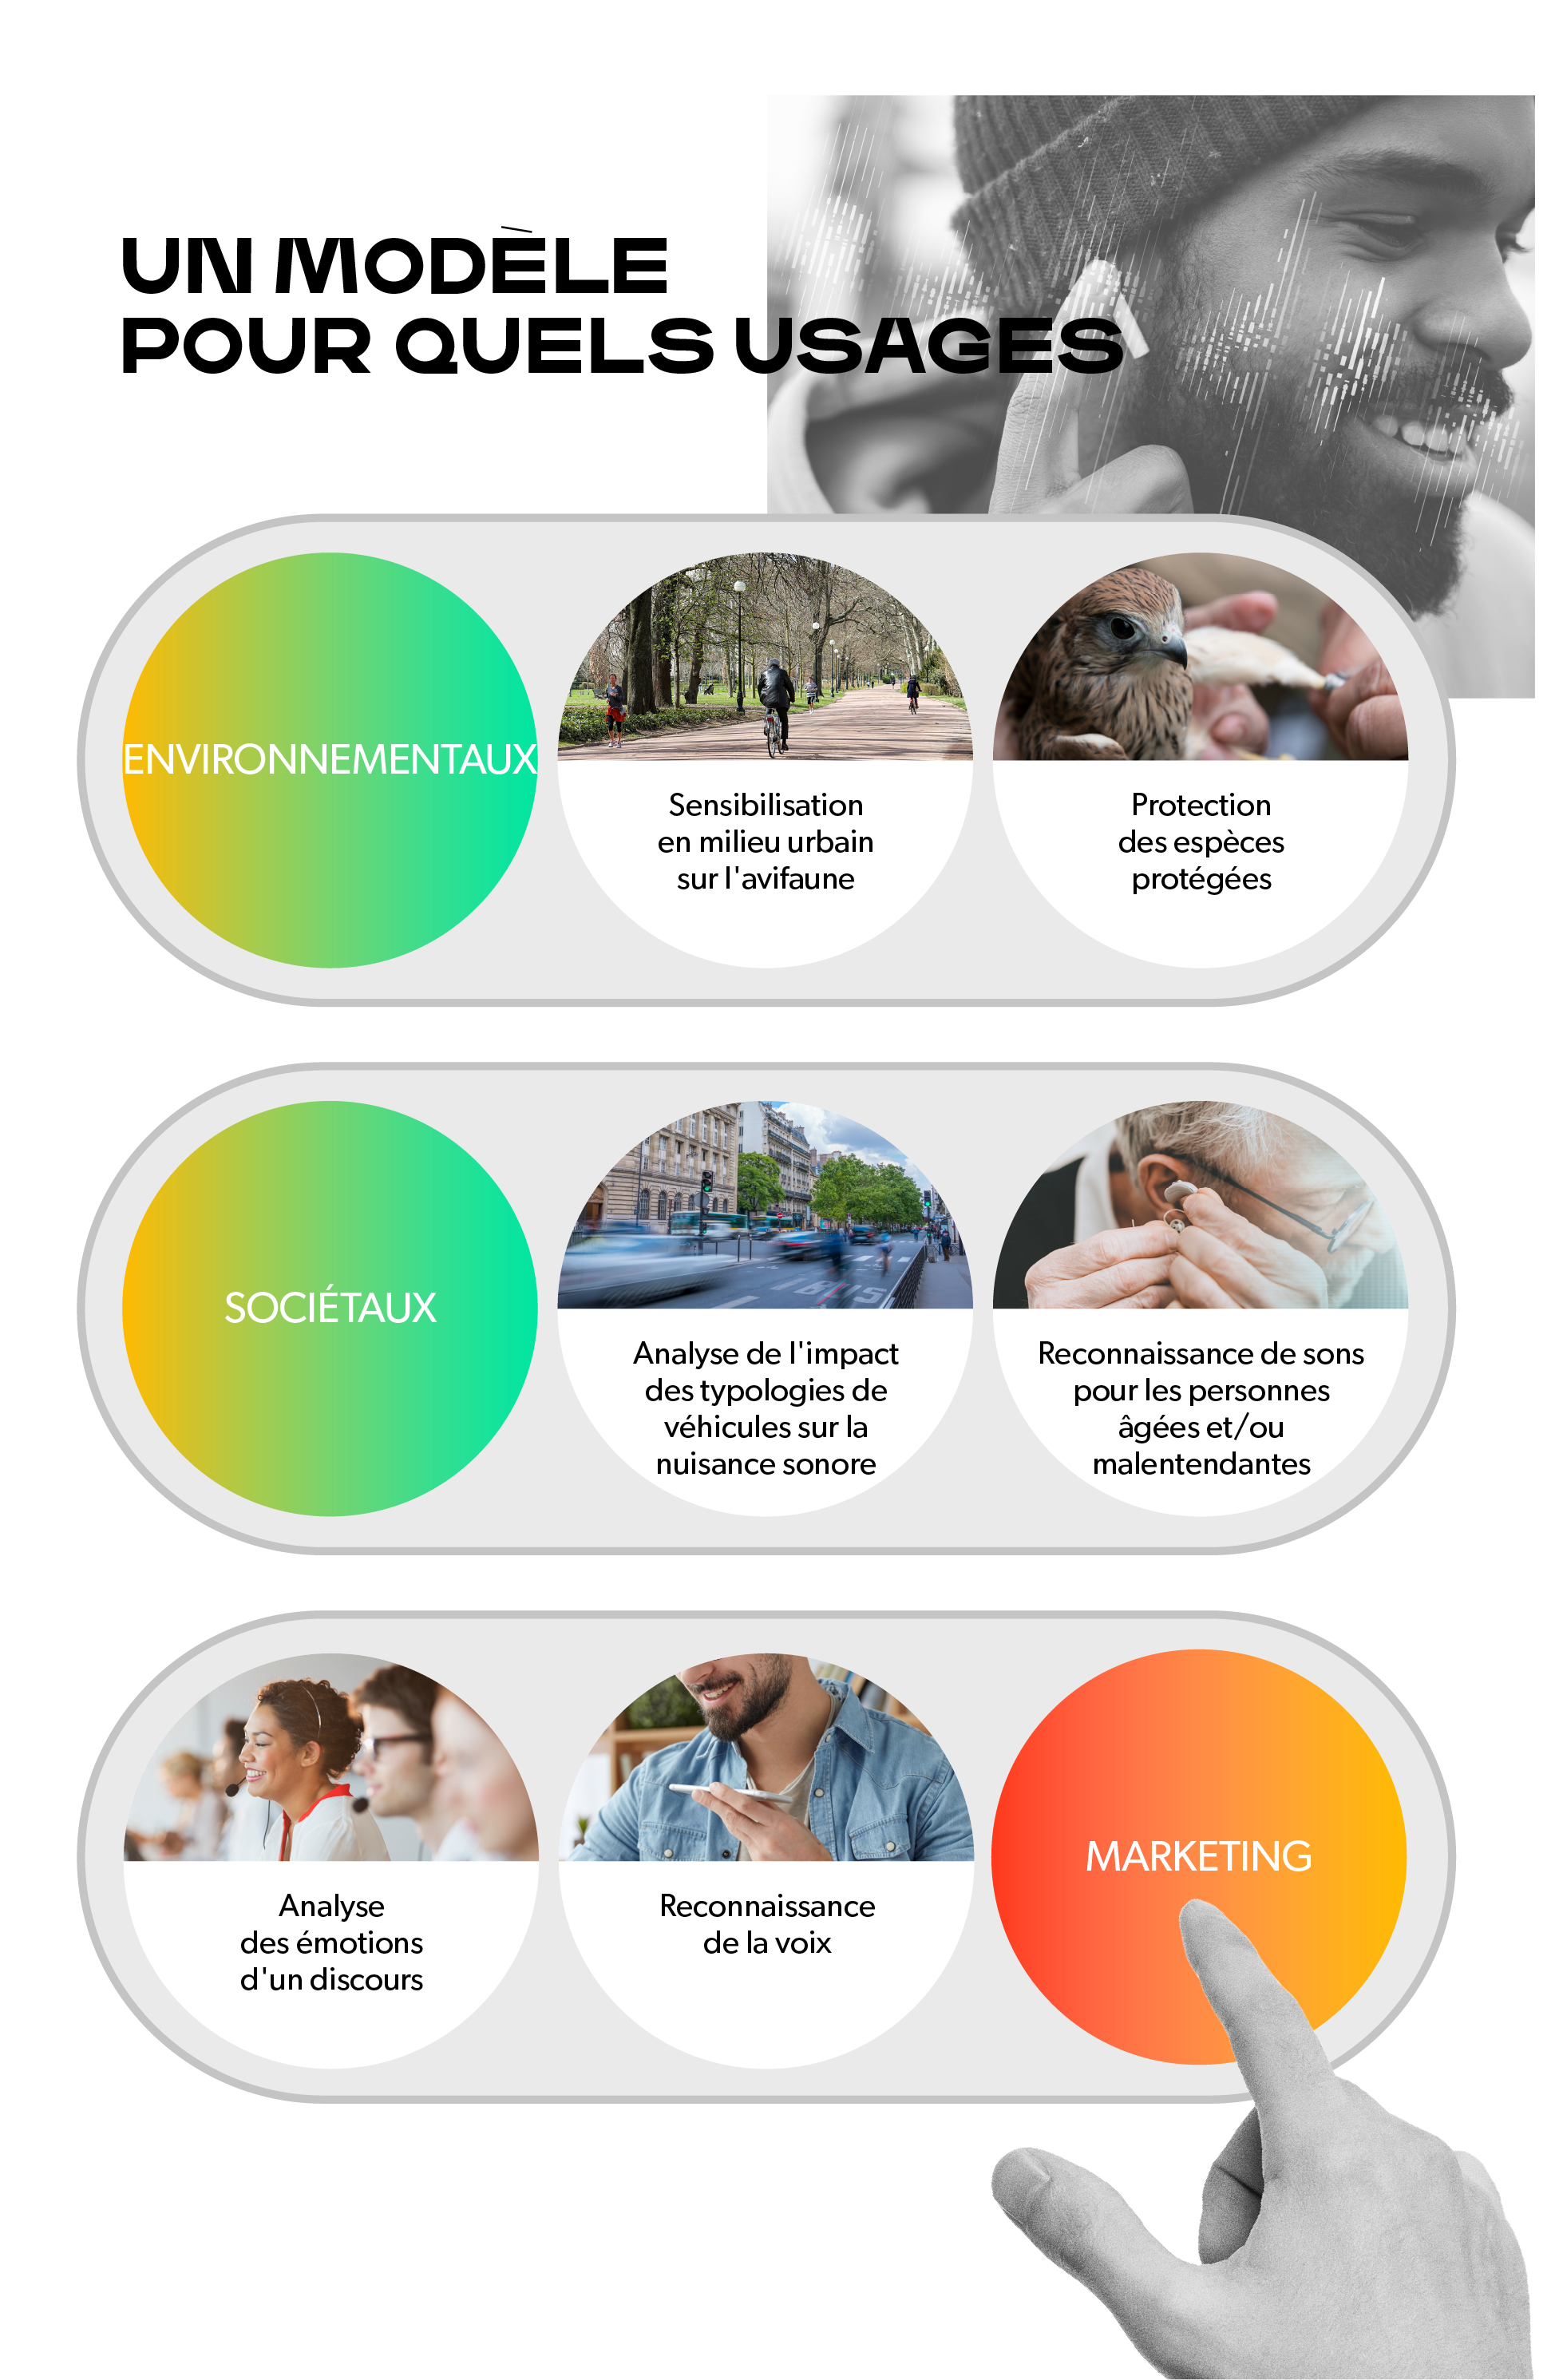 UN MODÈLE
POUR QUELS USAGES
ENVIRONNEMENTAUX
Sensibilisation
en milieu urbain
sur l'avifaune
Protection
des espèces
protégées
SOCIÉTAUX
Analyse de l'impact
des typologies de
véhicules sur la
nuisance sonore
Reconnaissance de sons
pour les personnes
âgées et/ou
malentendantes
Analyse
des émotions
d'un discours
Reconnaissance
de la voix
MARKETING